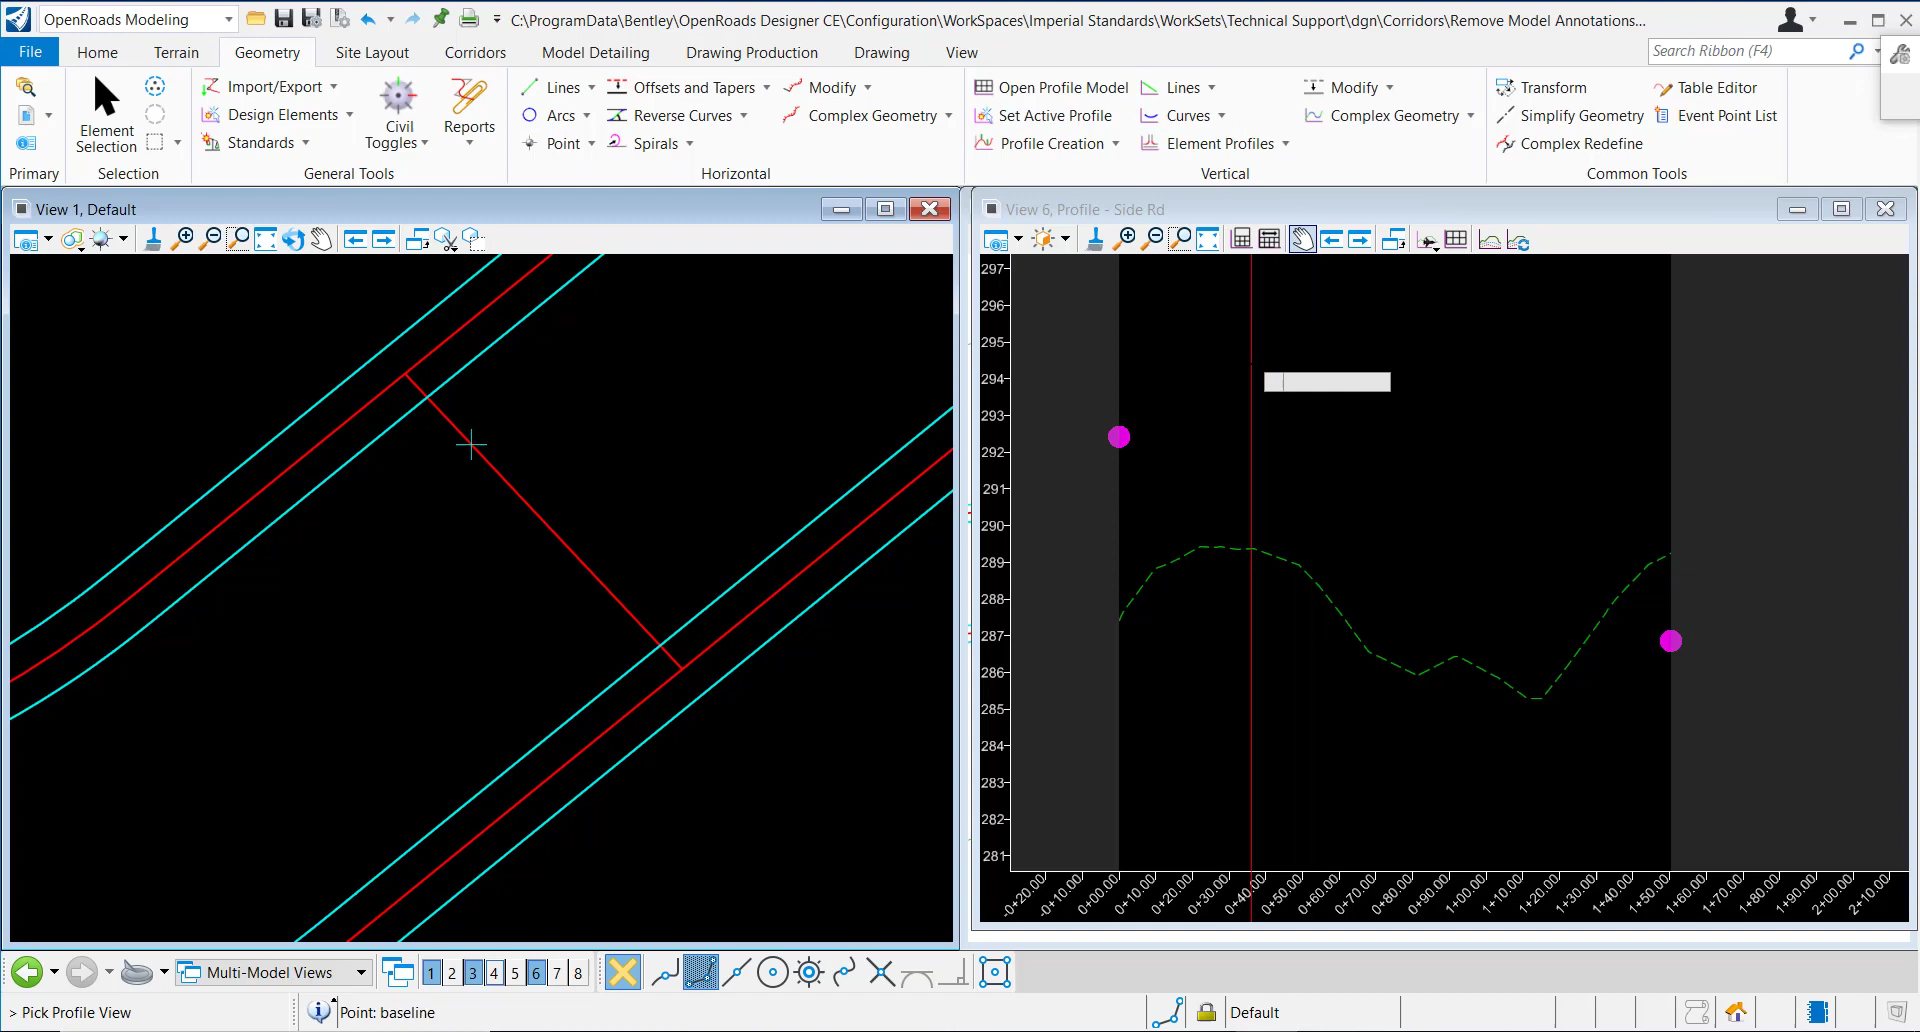 OpenRoads Modeling
C:\ProgramData\Bentley\OpenRoads Designer CE\Configuration\WorkSpaces\Imperial Standards\WorkSets\Technical Support\dgn\Corridors\Remove Model Annotations...
File Home Terrain Geometry Site Layout Corridors Model Detailing Drawing Production Drawing View
Search Ribbon (F4)
Import/Export
Design Elements
Standards
Element
Selection
Civil
Toggles
Reports
Lines Offsets and Tapers Modify
Arcs Reverse Curves Complex Geometry
Point Spirals
Open Profile Model Lines Modify
Set Active Profile Curves Complex Geometry
Profile Creation Element Profiles
Transform Table Editor
Simplify Geometry Event Point List
Complex Redefine
Primary Selection General Tools Horizontal Vertical Common Tools
View 1, Default
View 6, Profile - Side Rd
297
296
295
294
293
292
291
290
289
288
287
286
285
284
283
282
281
-0+20.00 -0+10.00 0+00.00 0+10.00 0+20.00 0+30.00 0+40.00 0+50.00 0+60.00 0+70.00 0+80.00 0+90.00 1+00.00 1+10.00 1+20.00 1+30.00 1+40.00 1+50.00 1+60.00 1+70.00 1+80.00 1+90.00 2+00.00 2+10.00
Multi-Model Views 1 2 3 4 5 6 7 8
> Pick Profile View
Point: baseline
Default